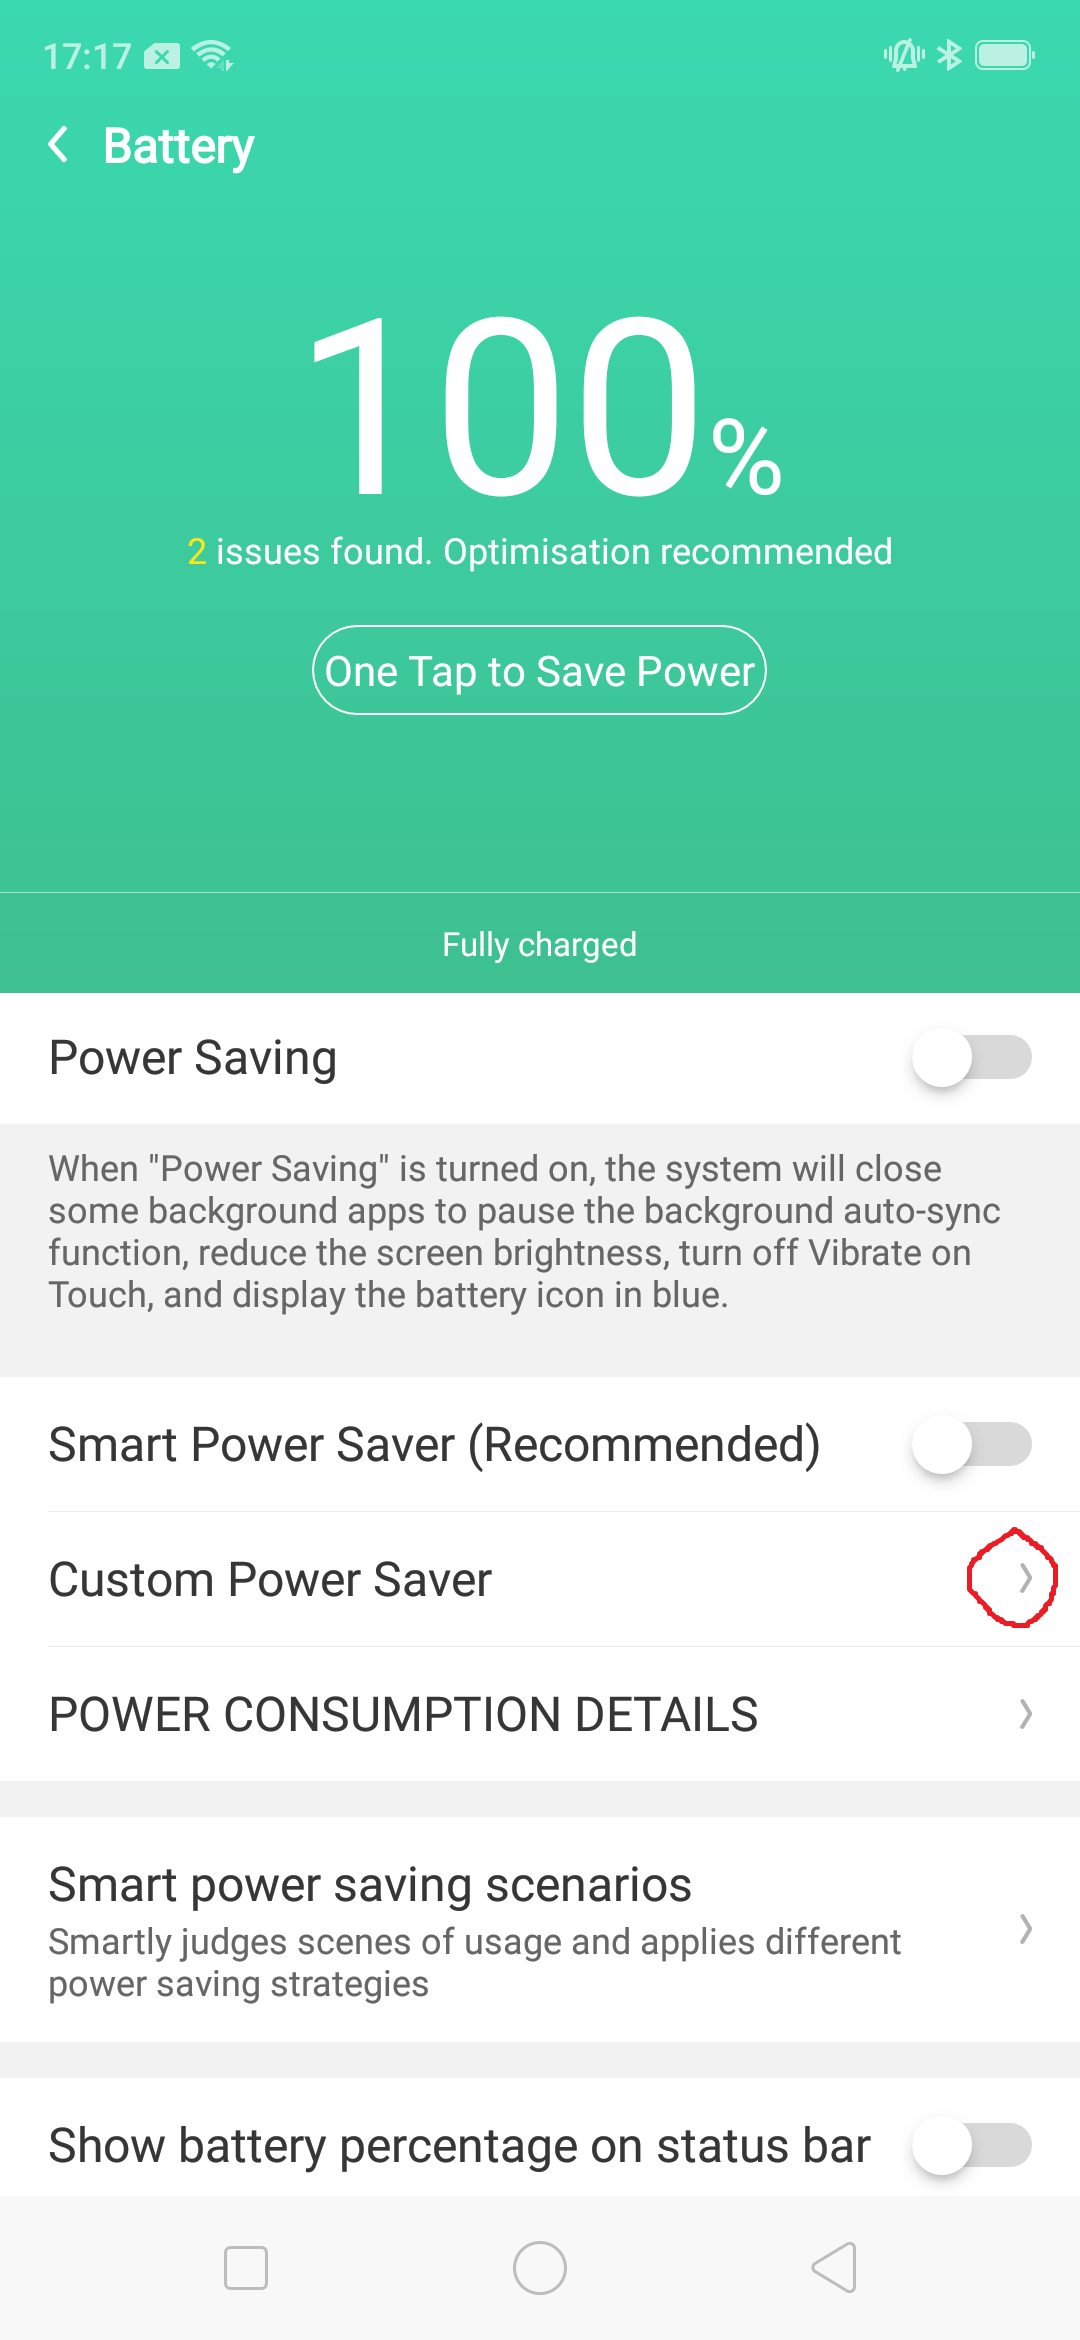 17:17
Battery
100%
2 issues found. Optimisation recommended
One Tap to Save Power
Fully charged
Power Saving
When "Power Saving" is turned on, the system will close
some background apps to pause the background auto-sync
function, reduce the screen brightness, turn off Vibrate on
Touch, and display the battery icon in blue.
Smart Power Saver (Recommended)
Custom Power Saver
POWER CONSUMPTION DETAILS
Smart power saving scenarios
Smartly judges scenes of usage and applies different
power saving strategies
Show battery percentage on status bar